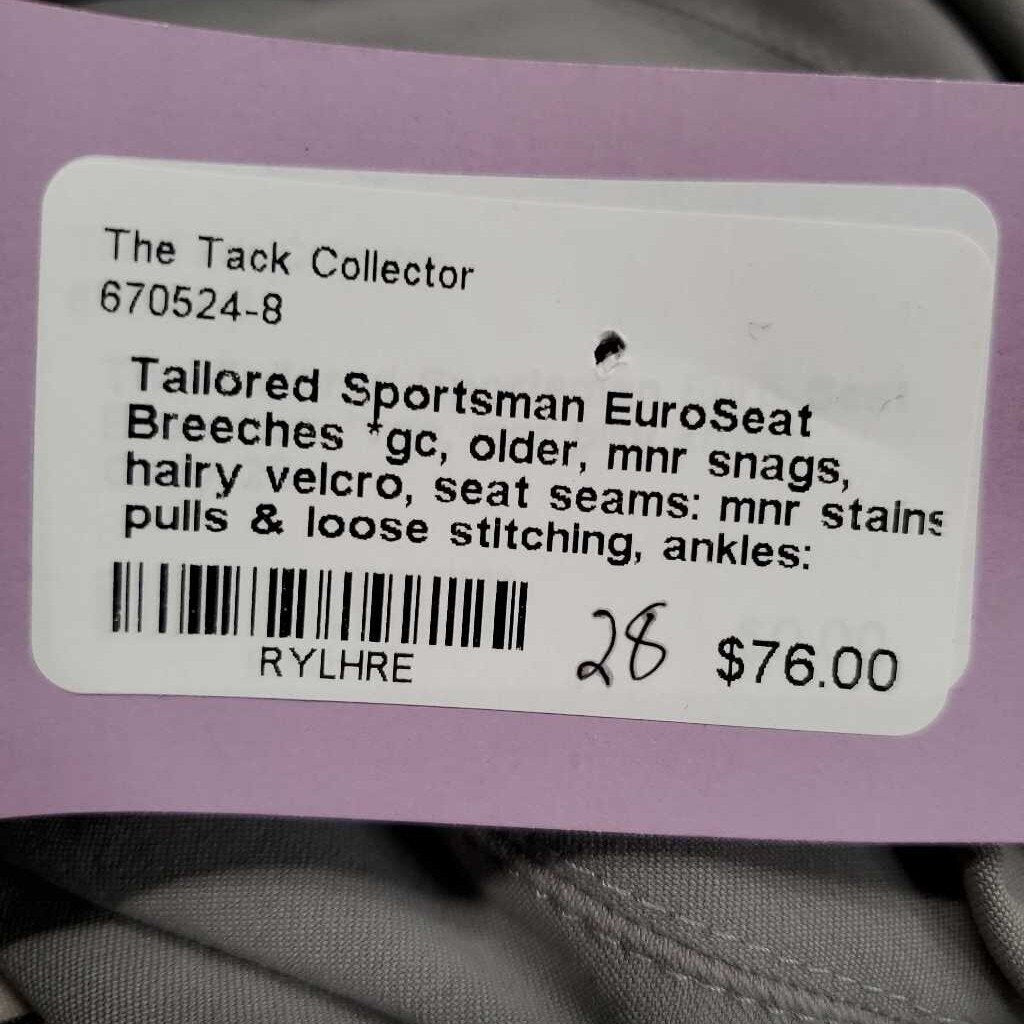 The Tack Collector
670524-8
Tailored Sportsman EuroSeat
Breeches *gc, older, mnr snags,
hairy velcro, seat seams: mnr stains
pulls & loose stitching, ankles:
RYLHRE
28
$76.00